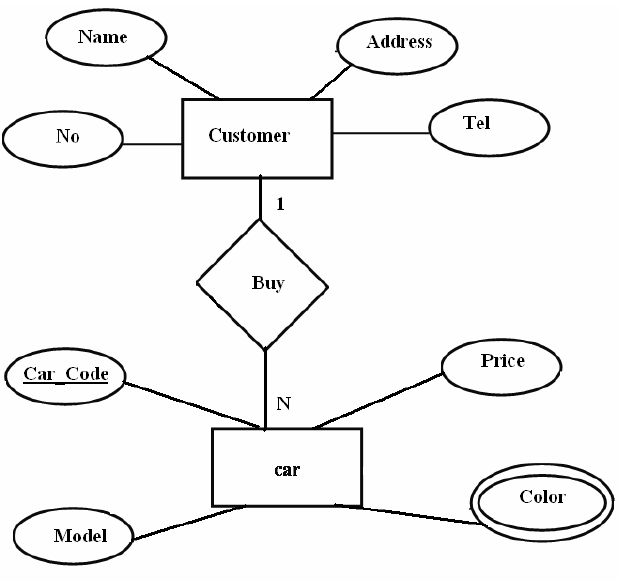 Name
Address
No
Customer
Tel
1
Buy
Car_Code
Price
N
car
Color
Model